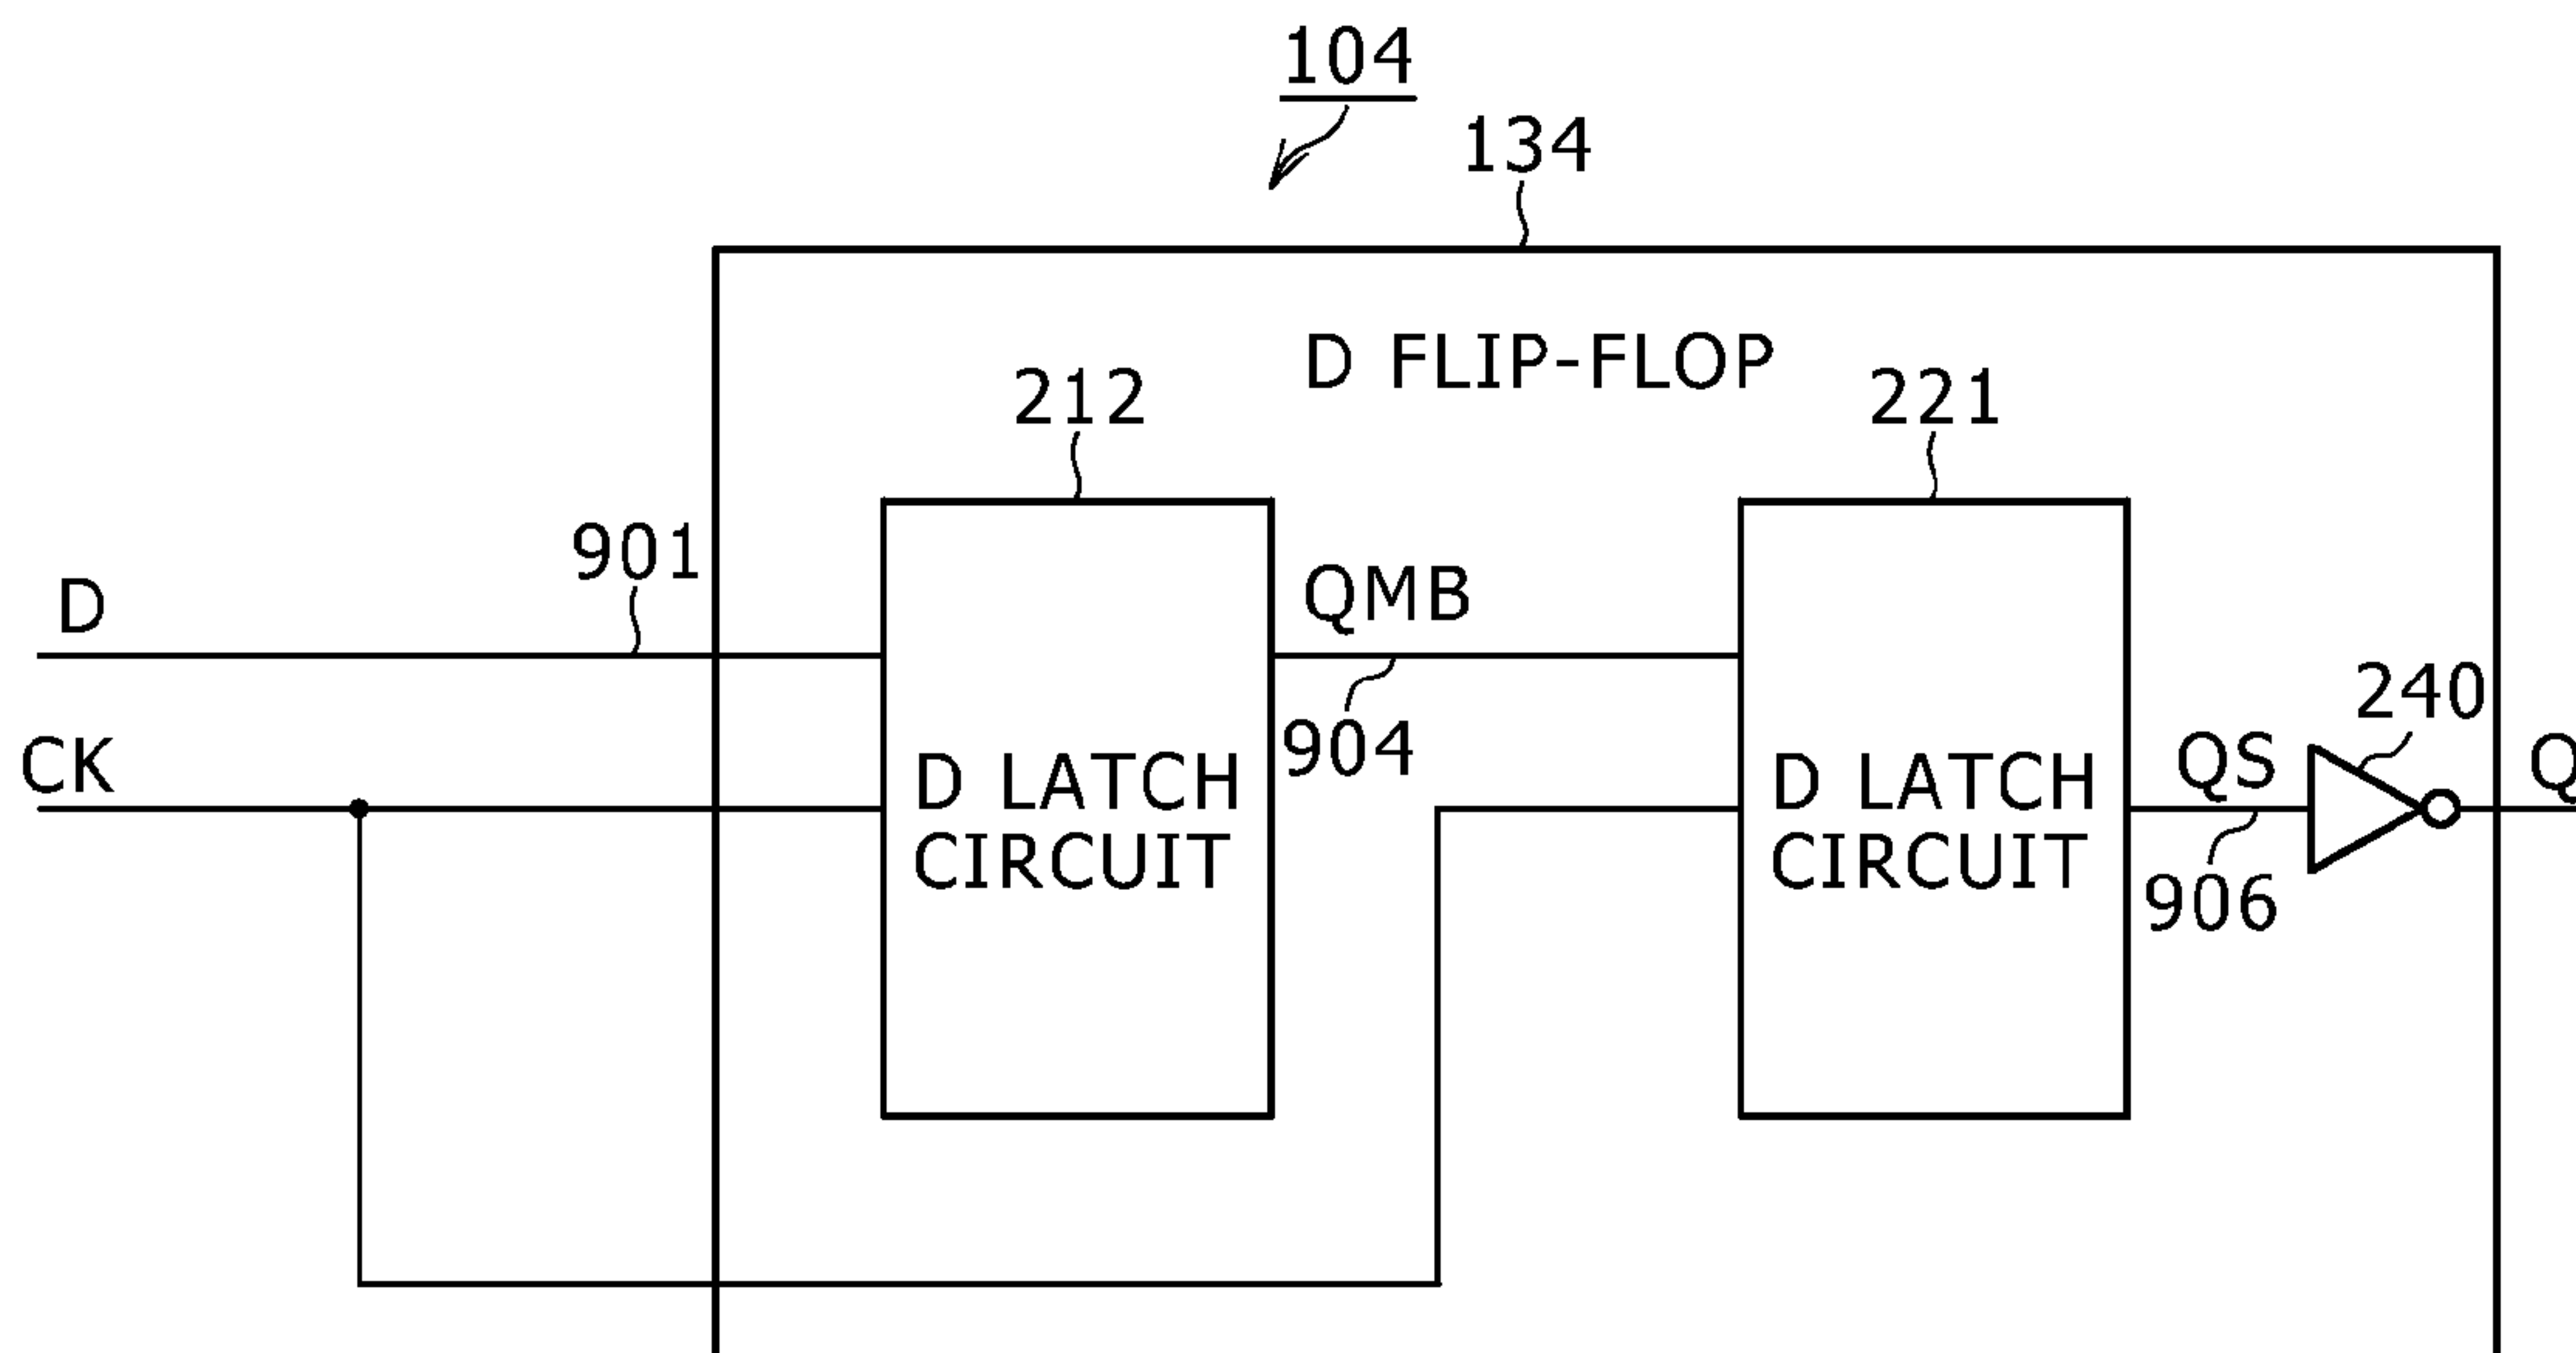 104
134
D FLIP-FLOP
212
221
901
D
QMB
904
240
CK
D LATCH
CIRCUIT
D LATCH
CIRCUIT
QS
906
Q